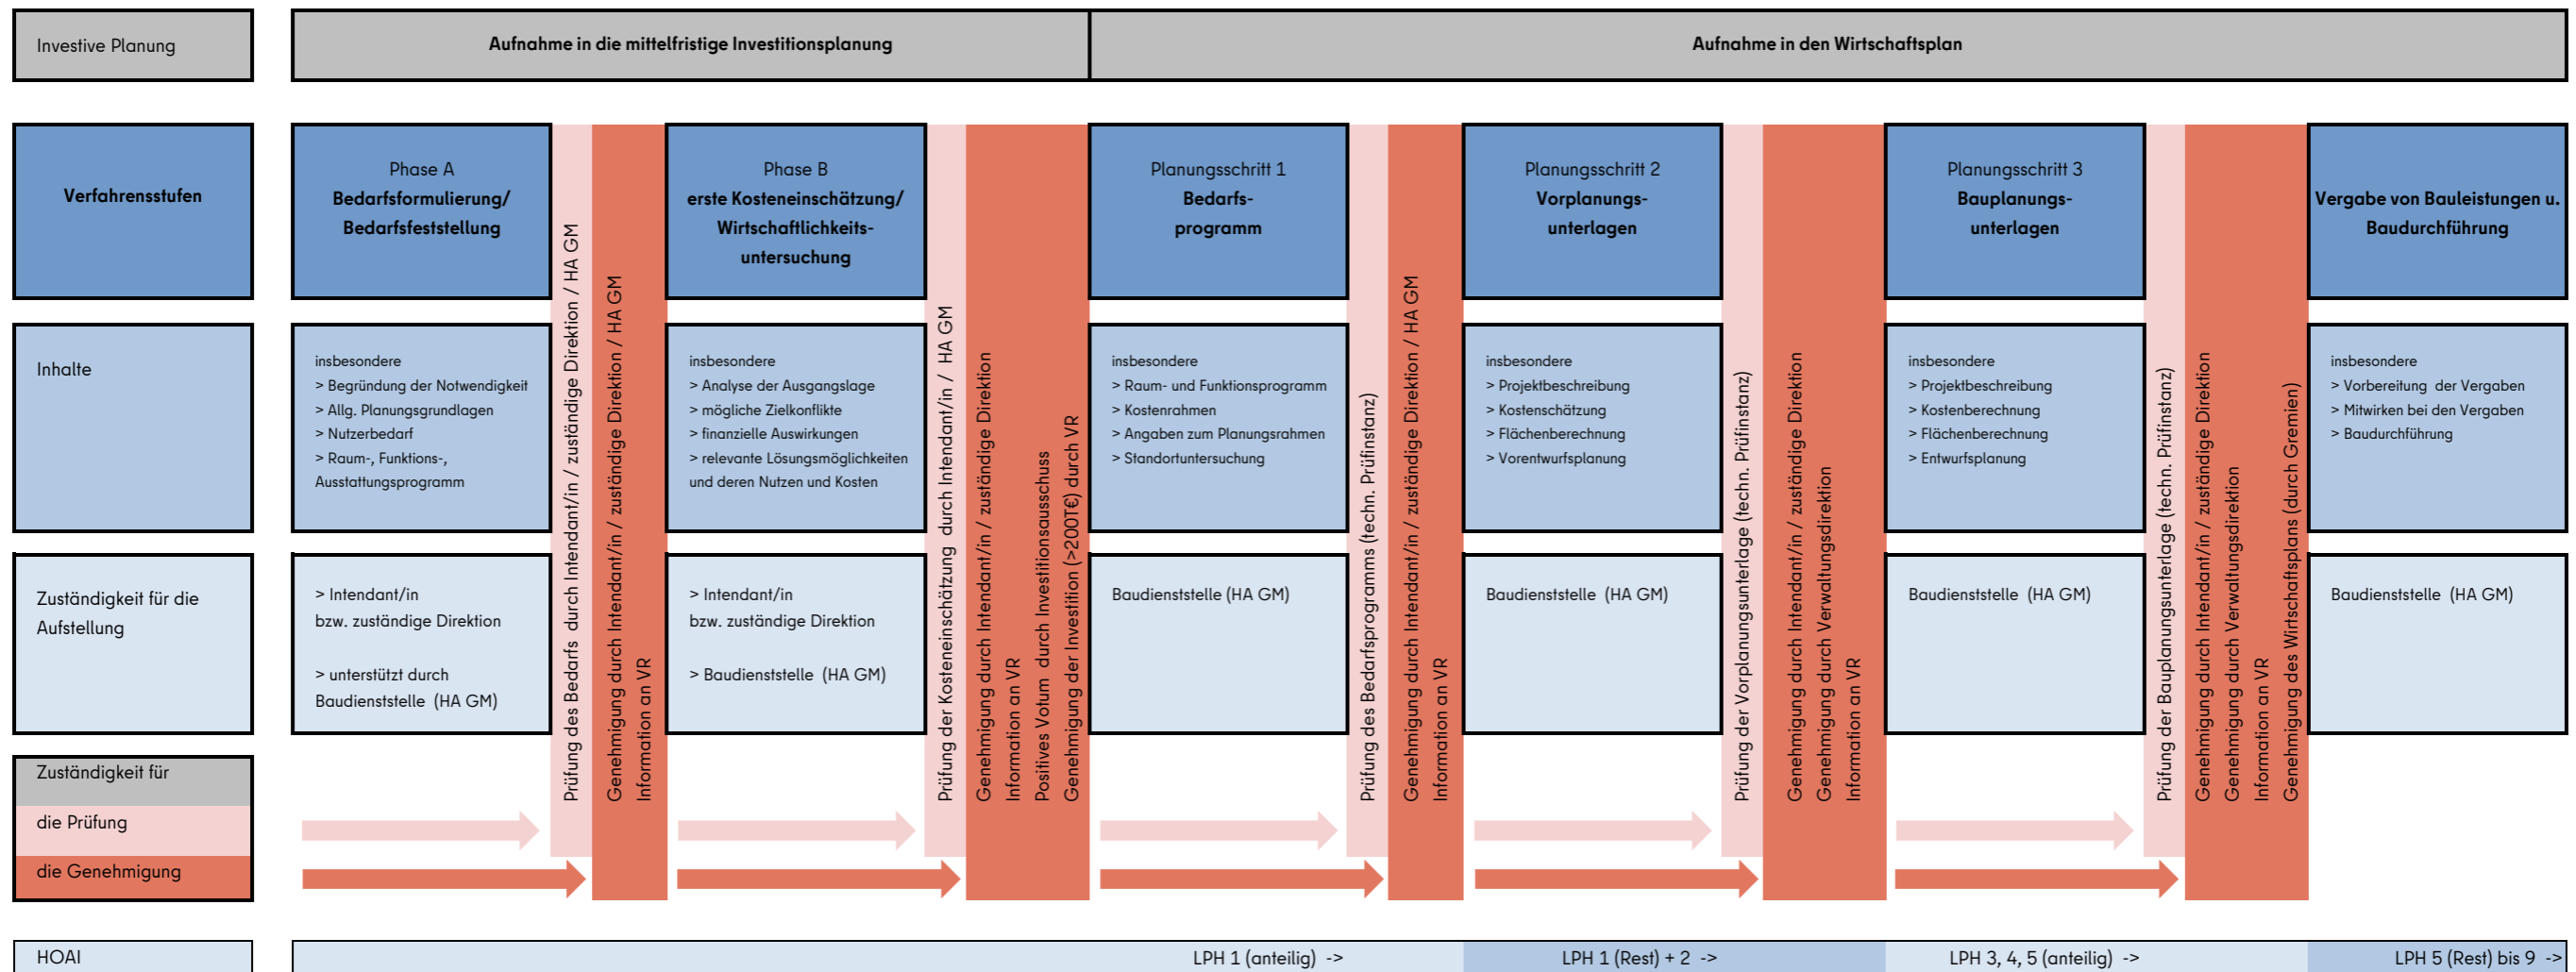 Investive Planung
Aufnahme in die mittelfristige Investitionsplanung
Aufnahme in den Wirtschaftsplan
Verfahrensstufen
Phase A
Bedarfsformulierung/
Bedarfsfeststellung
Prüfung des Bedarfs durch Intendant/in / zuständige Direktion / HA GM
Genehmigung durch Intendant/in / zuständige Direktion / HA GM
Information an VR
Phase B
erste Kosteneinschätzung/
Wirtschaftlichkeits-
untersuchung
Prüfung der Kosteneinschätzung durch Intendant/in / HA GM
Genehmigung durch Intendant/in / zuständige Direktion
Information an VR
Positives Votum durch Investitionsausschuss
Genehmigung der Investition (>200T€) durch VR
Planungsschritt 1
Bedarfs-
programm
Prüfung des Bedarfsprogramms (techn. Prüfinstanz)
Genehmigung durch Intendant/in / zuständige Direktion / HA GM
Information an VR
Planungsschritt 2
Vorplanungs-
unterlagen
Prüfung der Vorplanungsunterlage (techn. Prüfinstanz)
Genehmigung durch Intendant/in / zuständige Direktion
Genehmigung durch Verwaltungsdirektion
Information an VR
Planungsschritt 3
Bauplanungs-
unterlagen
Prüfung der Bauplanungsunterlage (techn. Prüfinstanz)
Genehmigung durch Intendant/in / zuständige Direktion
Genehmigung durch Verwaltungsdirektion
Information an VR
Genehmigung des Wirtschaftsplans (durch Gremien)
Vergabe von Bauleistungen u.
Baudurchführung
Inhalte
insbesondere
> Begründung der Notwendigkeit
> Allg. Planungsgrundlagen
> Nutzerbedarf
> Raum-, Funktions-,
Ausstattungsprogramm
insbesondere
> Analyse der Ausgangslage
> mögliche Zielkonflikte
> finanzielle Auswirkungen
> relevante Lösungsmöglichkeiten
und deren Nutzen und Kosten
insbesondere
> Raum- und Funktionsprogramm
> Kostenrahmen
> Angaben zum Planungsrahmen
> Standortuntersuchung
insbesondere
> Projektbeschreibung
> Kostenschätzung
> Flächenberechnung
> Vorentwurfsplanung
insbesondere
> Projektbeschreibung
> Kostenberechnung
> Flächenberechnung
> Entwurfsplanung
insbesondere
> Vorbereitung der Vergaben
> Mitwirken bei den Vergaben
> Baudurchführung
Zuständigkeit für die
Aufstellung
> Intendant/in
bzw. zuständige Direktion
> unterstützt durch
Baudienststelle (HA GM)
> Intendant/in
bzw. zuständige Direktion
> Baudienststelle (HA GM)
Baudienststelle (HA GM)
Baudienststelle (HA GM)
Baudienststelle (HA GM)
Baudienststelle (HA GM)
Zuständigkeit für
die Prüfung
die Genehmigung
HOAI
LPH 1 (anteilig) ->
LPH 1 (Rest) + 2 ->
LPH 3, 4, 5 (anteilig) ->
LPH 5 (Rest) bis 9 ->